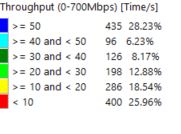 Throughput (0-700Mbps) [Time/s]
>= 50 435 28.23%
>= 40 and < 50 96 6.23%
>= 30 and < 40 126 8.17%
>= 20 and < 30 198 12.88%
>= 10 and < 20 286 18.54%
< 10 400 25.96%